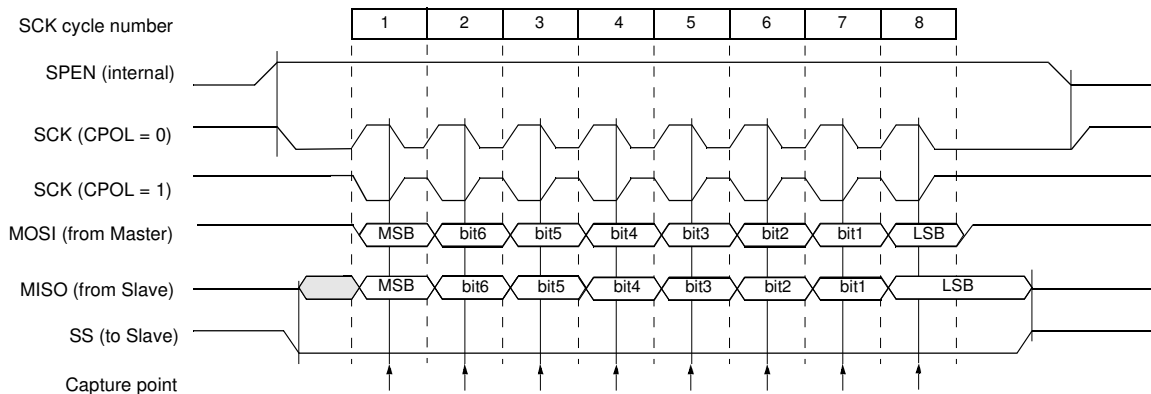 SCK cycle number 1 2 3 4 5 6 7 8
SPEN (internal)
SCK (CPOL = 0)
SCK (CPOL = 1)
MOSI (from Master) MSB bit6 bit5 bit4 bit3 bit2 bit1 LSB
MISO (from Slave) MSB bit6 bit5 bit4 bit3 bit2 bit1 LSB
SS (to Slave)
Capture point